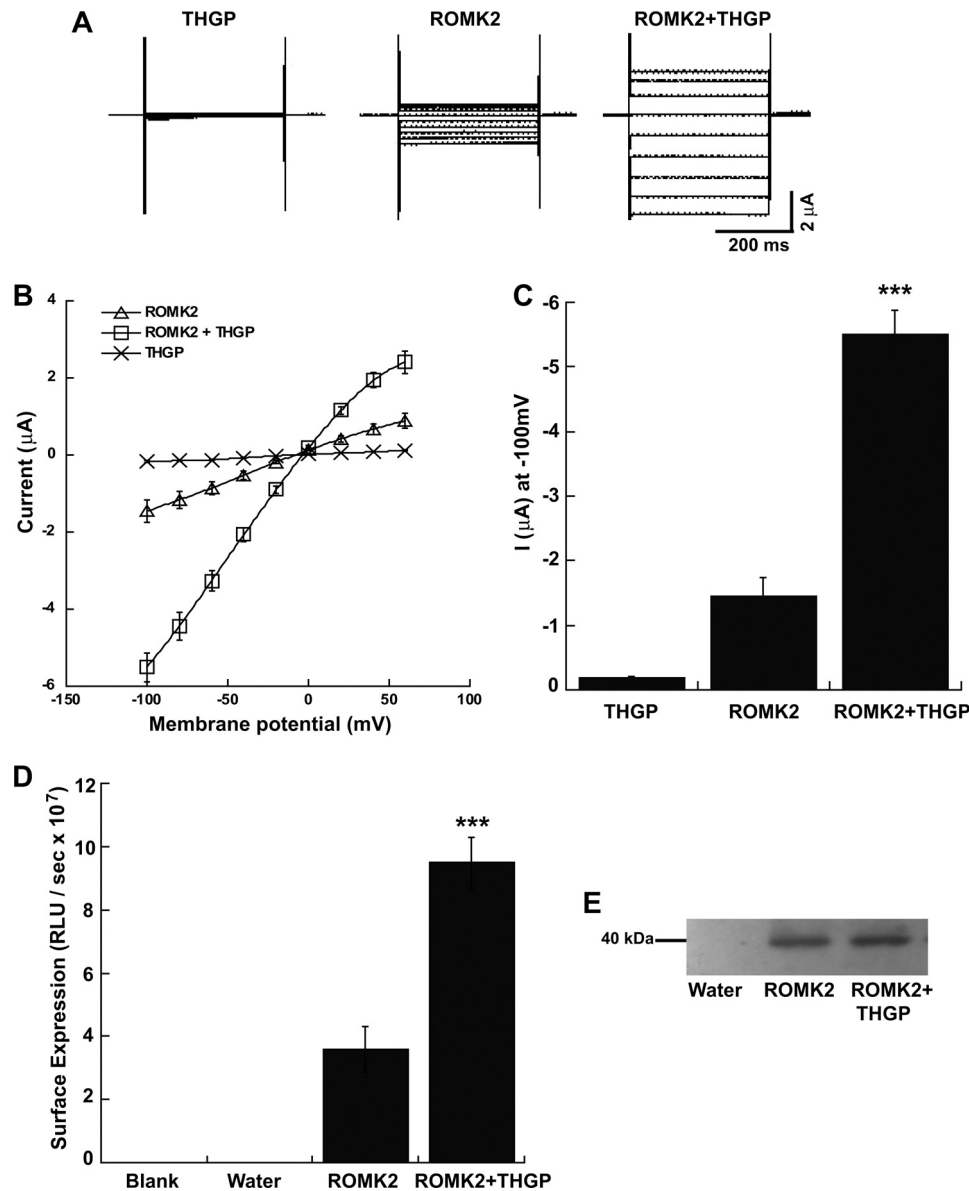 A
THGP
ROMK2
ROMK2+THGP
2 μA
200 ms
B
4
2
0
-2
-4
-6
Current (μA)
ROMK2
ROMK2 + THGP
THGP
-150
-100
-50
0
50
100
Membrane potential (mV)
C
-6
-5
-4
-3
-2
-1
0
I (μA) at -100mV
***
THGP
ROMK2
ROMK2+THGP
D
12
10
8
6
4
2
0
Surface Expression (RLU / sec x 10⁷)
***
Blank
Water
ROMK2
ROMK2+THGP
E
40 kDa
Water
ROMK2
ROMK2+
THGP